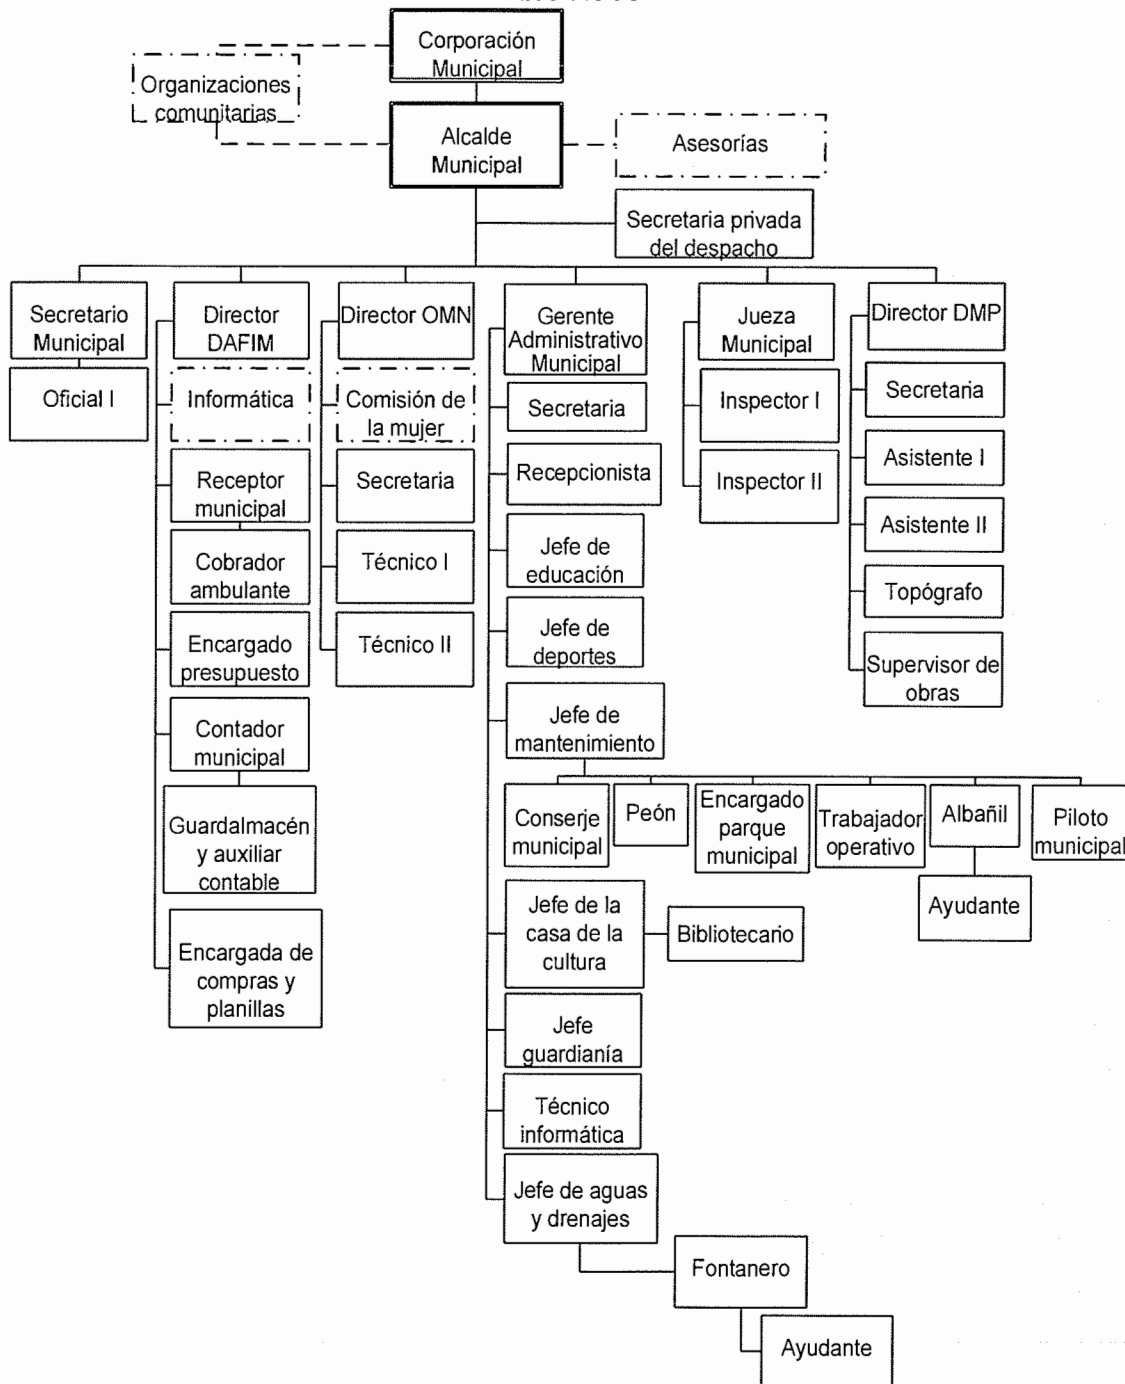 Corporación
Municipal
Organizaciones
comunitarias
Alcalde
Municipal
Asesorías
Secretaria privada
del despacho
Secretario
Municipal
Director
DAFIM
Director OMN
Gerente
Administrativo
Municipal
Jueza
Municipal
Director DMP
Oficial I
Informática
Receptor
municipal
Cobrador
ambulante
Encargado
presupuesto
Contador
municipal
Guardalmacén
y auxiliar
contable
Encargada de
compras y
planillas
Comisión de
la mujer
Secretaria
Técnico I
Técnico II
Secretaria
Recepcionista
Jefe de
educación
Jefe de
deportes
Jefe de
mantenimiento
Conserje
municipal
Peón
Encargado
parque
municipal
Trabajador
operativo
Albañil
Piloto
municipal
Ayudante
Jefe de la
casa de la
cultura
Bibliotecario
Jefe
guardianía
Técnico
informática
Jefe de aguas
y drenajes
Fontanero
Ayudante
Inspector I
Inspector II
Secretaria
Asistente I
Asistente II
Topógrafo
Supervisor de
obras